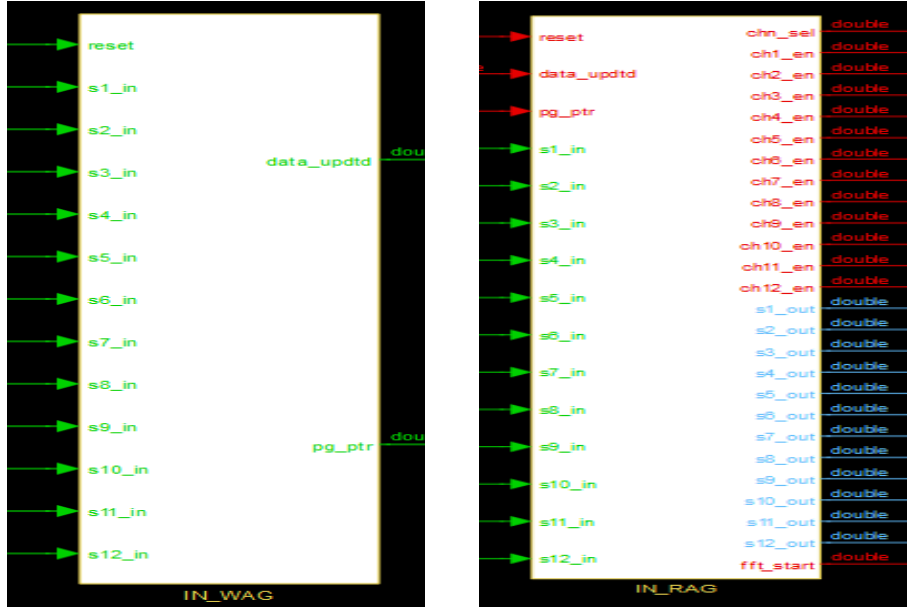 reset
s1_in
s2_in
s3_in
s4_in
s5_in
s6_in
s7_in
s8_in
s9_in
s10_in
s11_in
s12_in
data_updtd
dou
pg_ptr
dou
IN_WAG
reset
data_updtd
pg_ptr
s1_in
s2_in
s3_in
s4_in
s5_in
s6_in
s7_in
s8_in
s9_in
s10_in
s11_in
s12_in
chn_sel double
ch1_en double
ch2_en double
ch3_en double
ch4_en double
ch5_en double
ch6_en double
ch7_en double
ch8_en double
ch9_en double
ch10_en double
ch11_en double
ch12_en double
s1_out double
s2_out double
s3_out double
s4_out double
s5_out double
s6_out double
s7_out double
s8_out double
s9_out double
s10_out double
s11_out double
s12_out double
fft_start double
IN_RAG